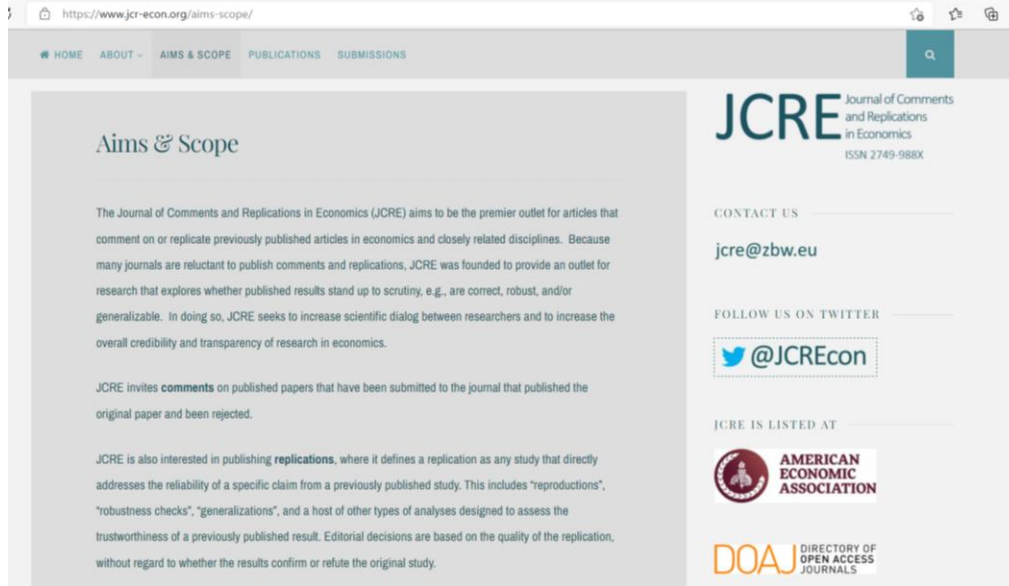 https://www.jcr-econ.org/aims-scope/
HOME ABOUT AIMS & SCOPE PUBLICATIONS SUBMISSIONS
Aims & Scope
The Journal of Comments and Replications in Economics (JCRE) aims to be the premier outlet for articles that
comment on or replicate previously published articles in economics and closely related disciplines. Because
many journals are reluctant to publish comments and replications, JCRE was founded to provide an outlet for
research that explores whether published results stand up to scrutiny, e.g., are correct, robust, and/or
generalizable. In doing so, JCRE seeks to increase scientific dialog between researchers and to increase the
overall credibility and transparency of research in economics.
JCRE invites comments on published papers that have been submitted to the journal that published the
original paper and been rejected.
JCRE is also interested in publishing replications, where it defines a replication as any study that directly
addresses the reliability of a specific claim from a previously published study. This includes “reproductions”,
“robustness checks”, “generalizations”, and a host of other types of analyses designed to assess the
trustworthiness of a previously published result. Editorial decisions are based on the quality of the replication,
without regard to whether the results confirm or refute the original study.
JCRE
Journal of Comments
and Replications
in Economics
ISSN 2749-988X
CONTACT US
jcre@zbw.eu
FOLLOW US ON TWITTER
@JCREcon
JCRE IS LISTED AT
AMERICAN
ECONOMIC
ASSOCIATION
DOAJ
DIRECTORY OF
OPEN ACCESS
JOURNALS